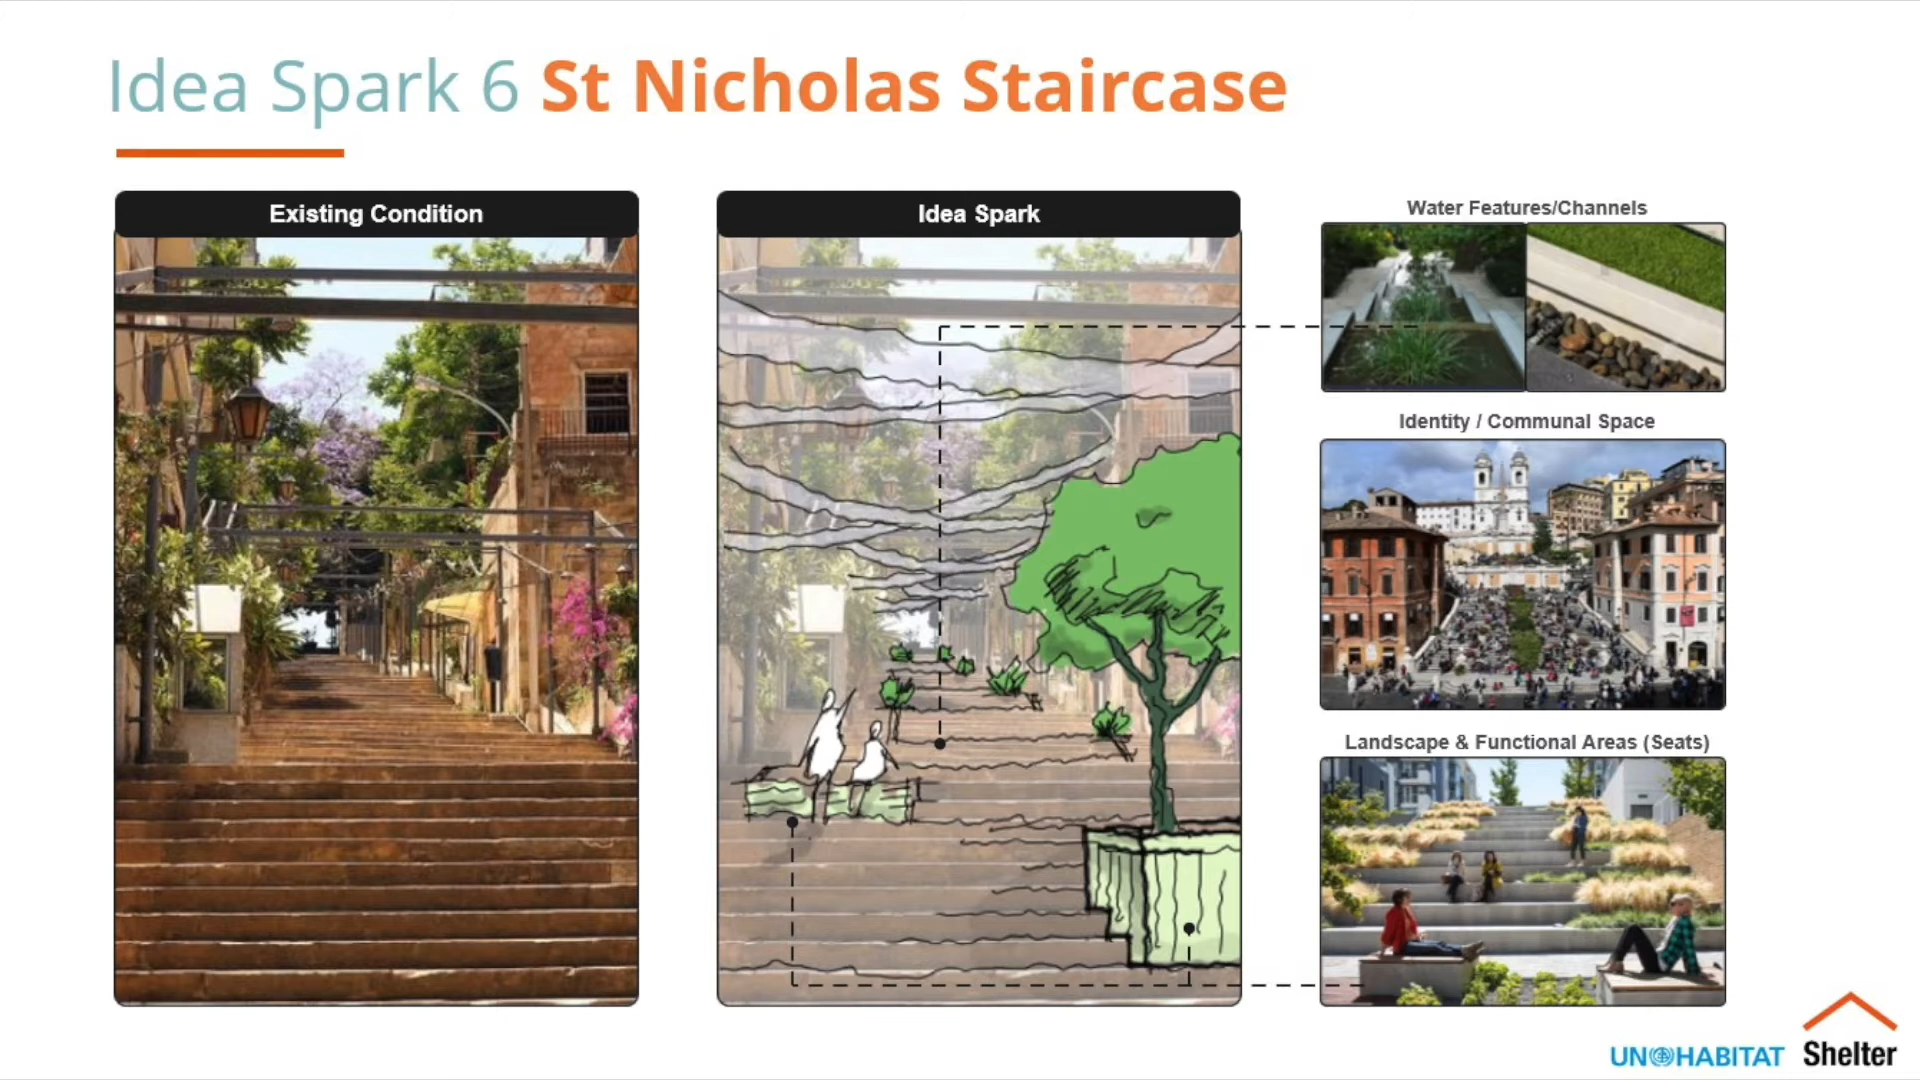 Idea Spark 6 St Nicholas Staircase
Existing Condition
Idea Spark
Water Features/Channels
Identity / Communal Space
Landscape & Functional Areas (Seats)
UN HABITAT
Shelter